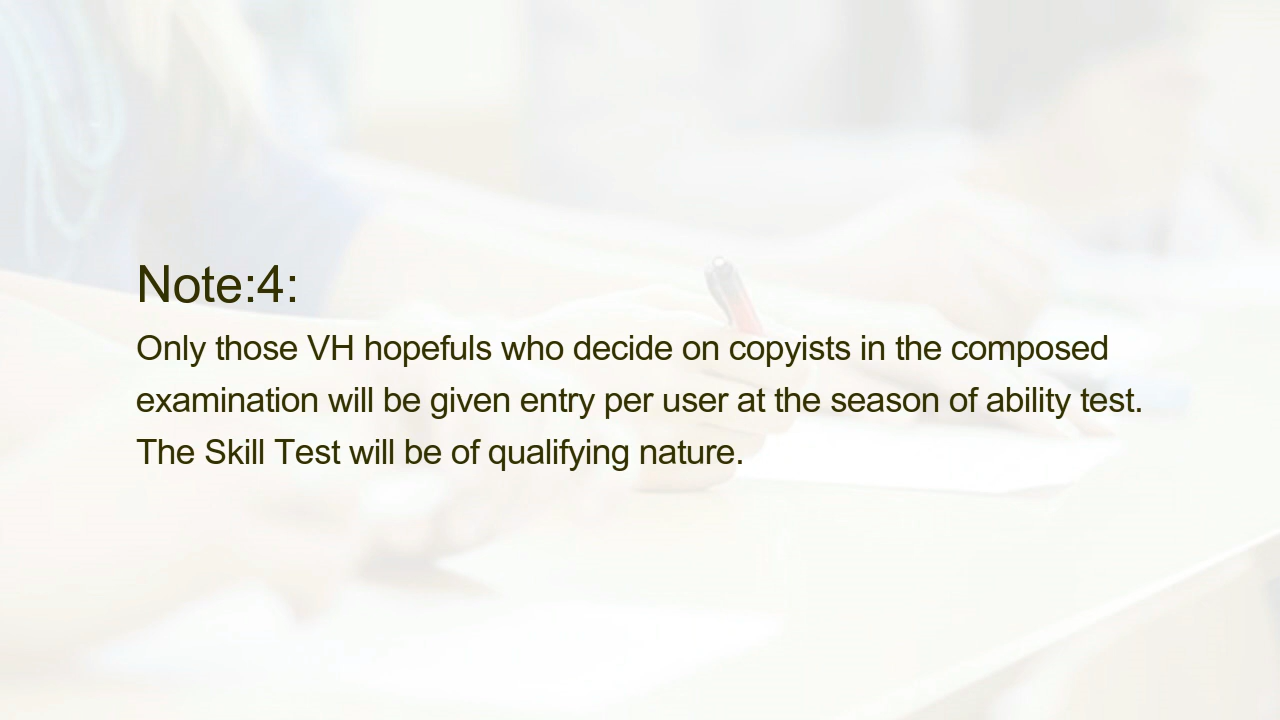 Note:4:
Only those VH hopefuls who decide on copyists in the composed
examination will be given entry per user at the season of ability test.
The Skill Test will be of qualifying nature.